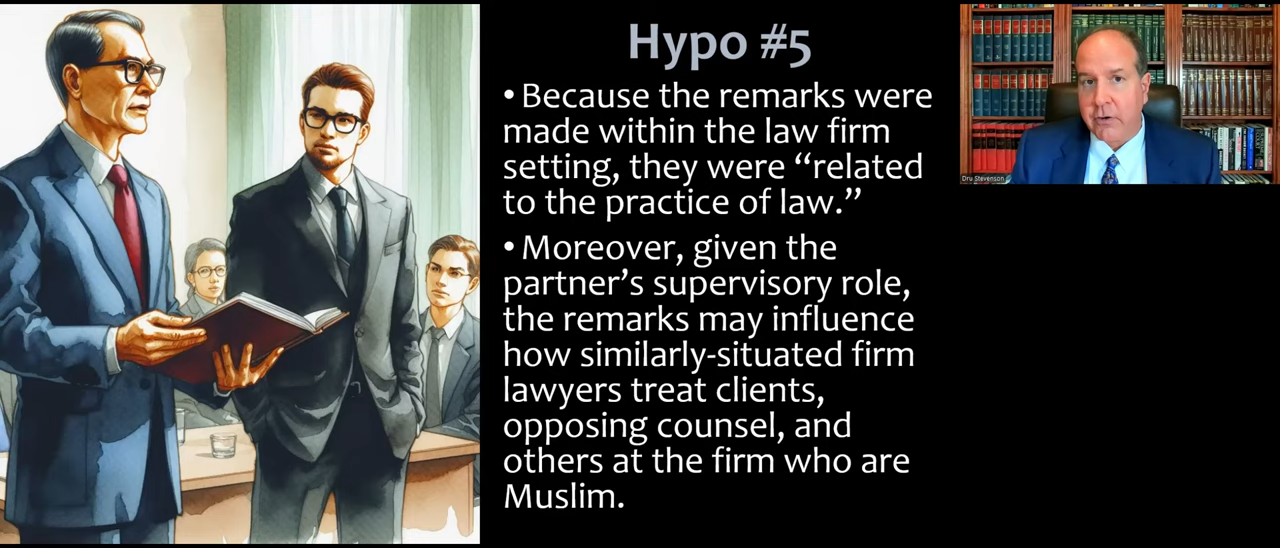 Hypo #5
• Because the remarks were
made within the law firm
setting, they were “related
to the practice of law.”
• Moreover, given the
partner’s supervisory role,
the remarks may influence
how similarly-situated firm
lawyers treat clients,
opposing counsel, and
others at the firm who are
Muslim.
Dru Stevenson